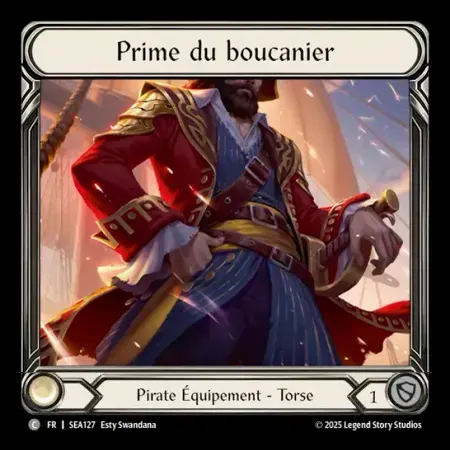 Prime du boucanier
Pirate Équipement - Torse
1
C FR | SEA127 Esty Swandana
© 2025 Legend Story Studios